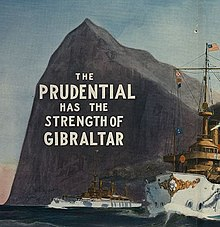 THE
PRUDENTIAL
HAS THE
STRENGTH OF
GIBRALTAR